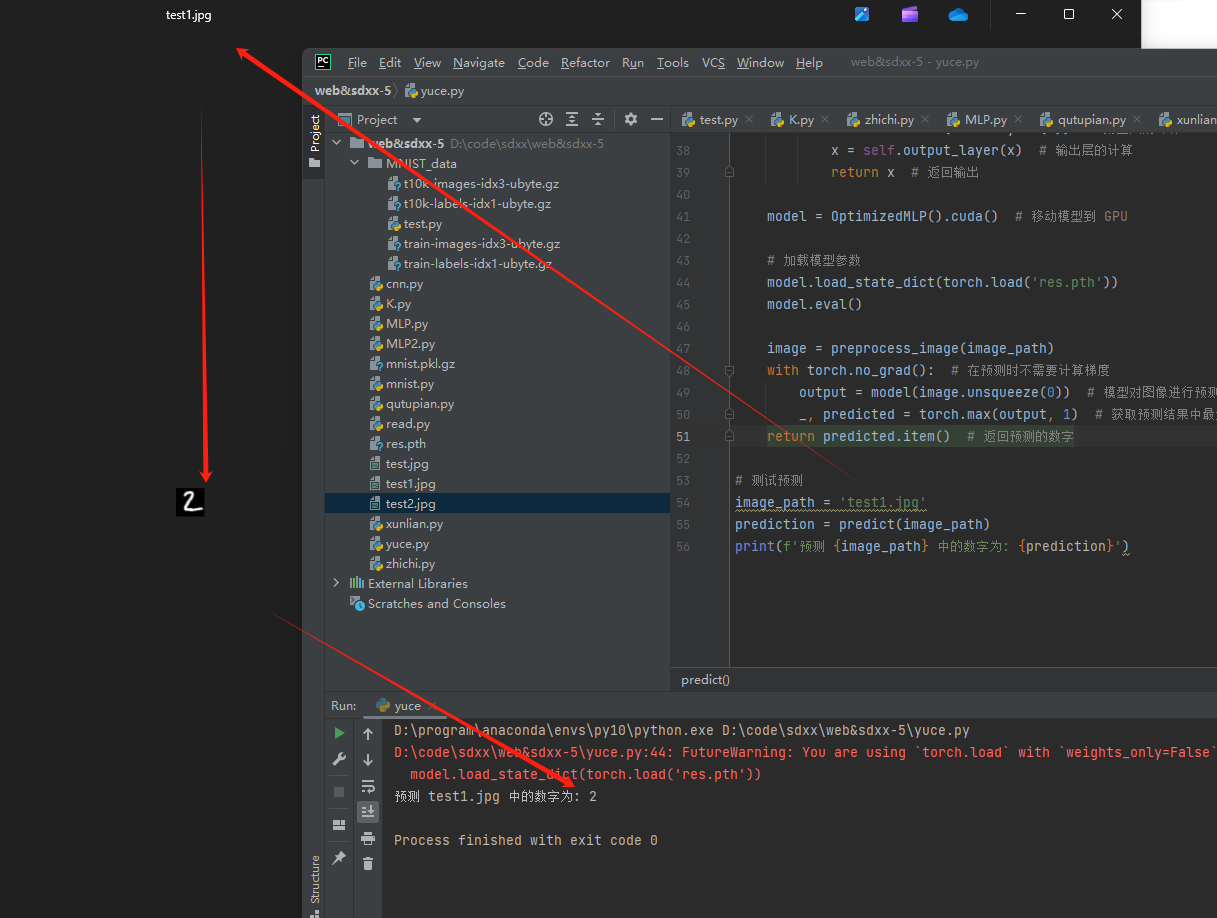 test1.jpg
PC File Edit View Navigate Code Refactor Run Tools VCS Window Help web&sdxx-5 - yuce.py
web&sdxx-5 yuce.py
Project
Project
test.py K.py zhichi.py MLP.py qutupian.py xunlian
web&sdxx-5 D:\code\sdxx\web&sdxx-5
MNIST_data
t10k-images-idx3-ubyte.gz
t10k-labels-idx1-ubyte.gz
test.py
train-images-idx3-ubyte.gz
train-labels-idx1-ubyte.gz
cnn.py
K.py
MLP.py
MLP2.py
mnist.pkl.gz
mnist.py
qutupian.py
read.py
res.pth
test.jpg
test1.jpg
test2.jpg
xunlian.py
yuce.py
zhichi.py
External Libraries
Scratches and Consoles
2
38 x = self.output_layer(x) # 输出层的计算
39 return x # 返回输出
40
41 model = OptimizedMLP().cuda() # 移动模型到 GPU
42
43 # 加载模型参数
44 model.load_state_dict(torch.load('res.pth'))
45 model.eval()
46
47 image = preprocess_image(image_path)
48 with torch.no_grad(): # 在预测时不需要计算梯度
49 output = model(image.unsqueeze(0)) # 模型对图像进行预测
50 _, predicted = torch.max(output, 1) # 获取预测结果中最
51 return predicted.item() # 返回预测的数字
52
53 # 测试预测
54 image_path = 'test1.jpg'
55 prediction = predict(image_path)
56 print(f'预测 {image_path} 中的数字为: {prediction}')
predict()
Run: yuce
D:\program\anaconda\envs\py10\python.exe D:\code\sdxx\web&sdxx-5\yuce.py
D:\code\sdxx\web&sdxx-5\yuce.py:44: FutureWarning: You are using `torch.load` with `weights_only=False`
model.load_state_dict(torch.load('res.pth'))
预测 test1.jpg 中的数字为: 2
Process finished with exit code 0
Structure